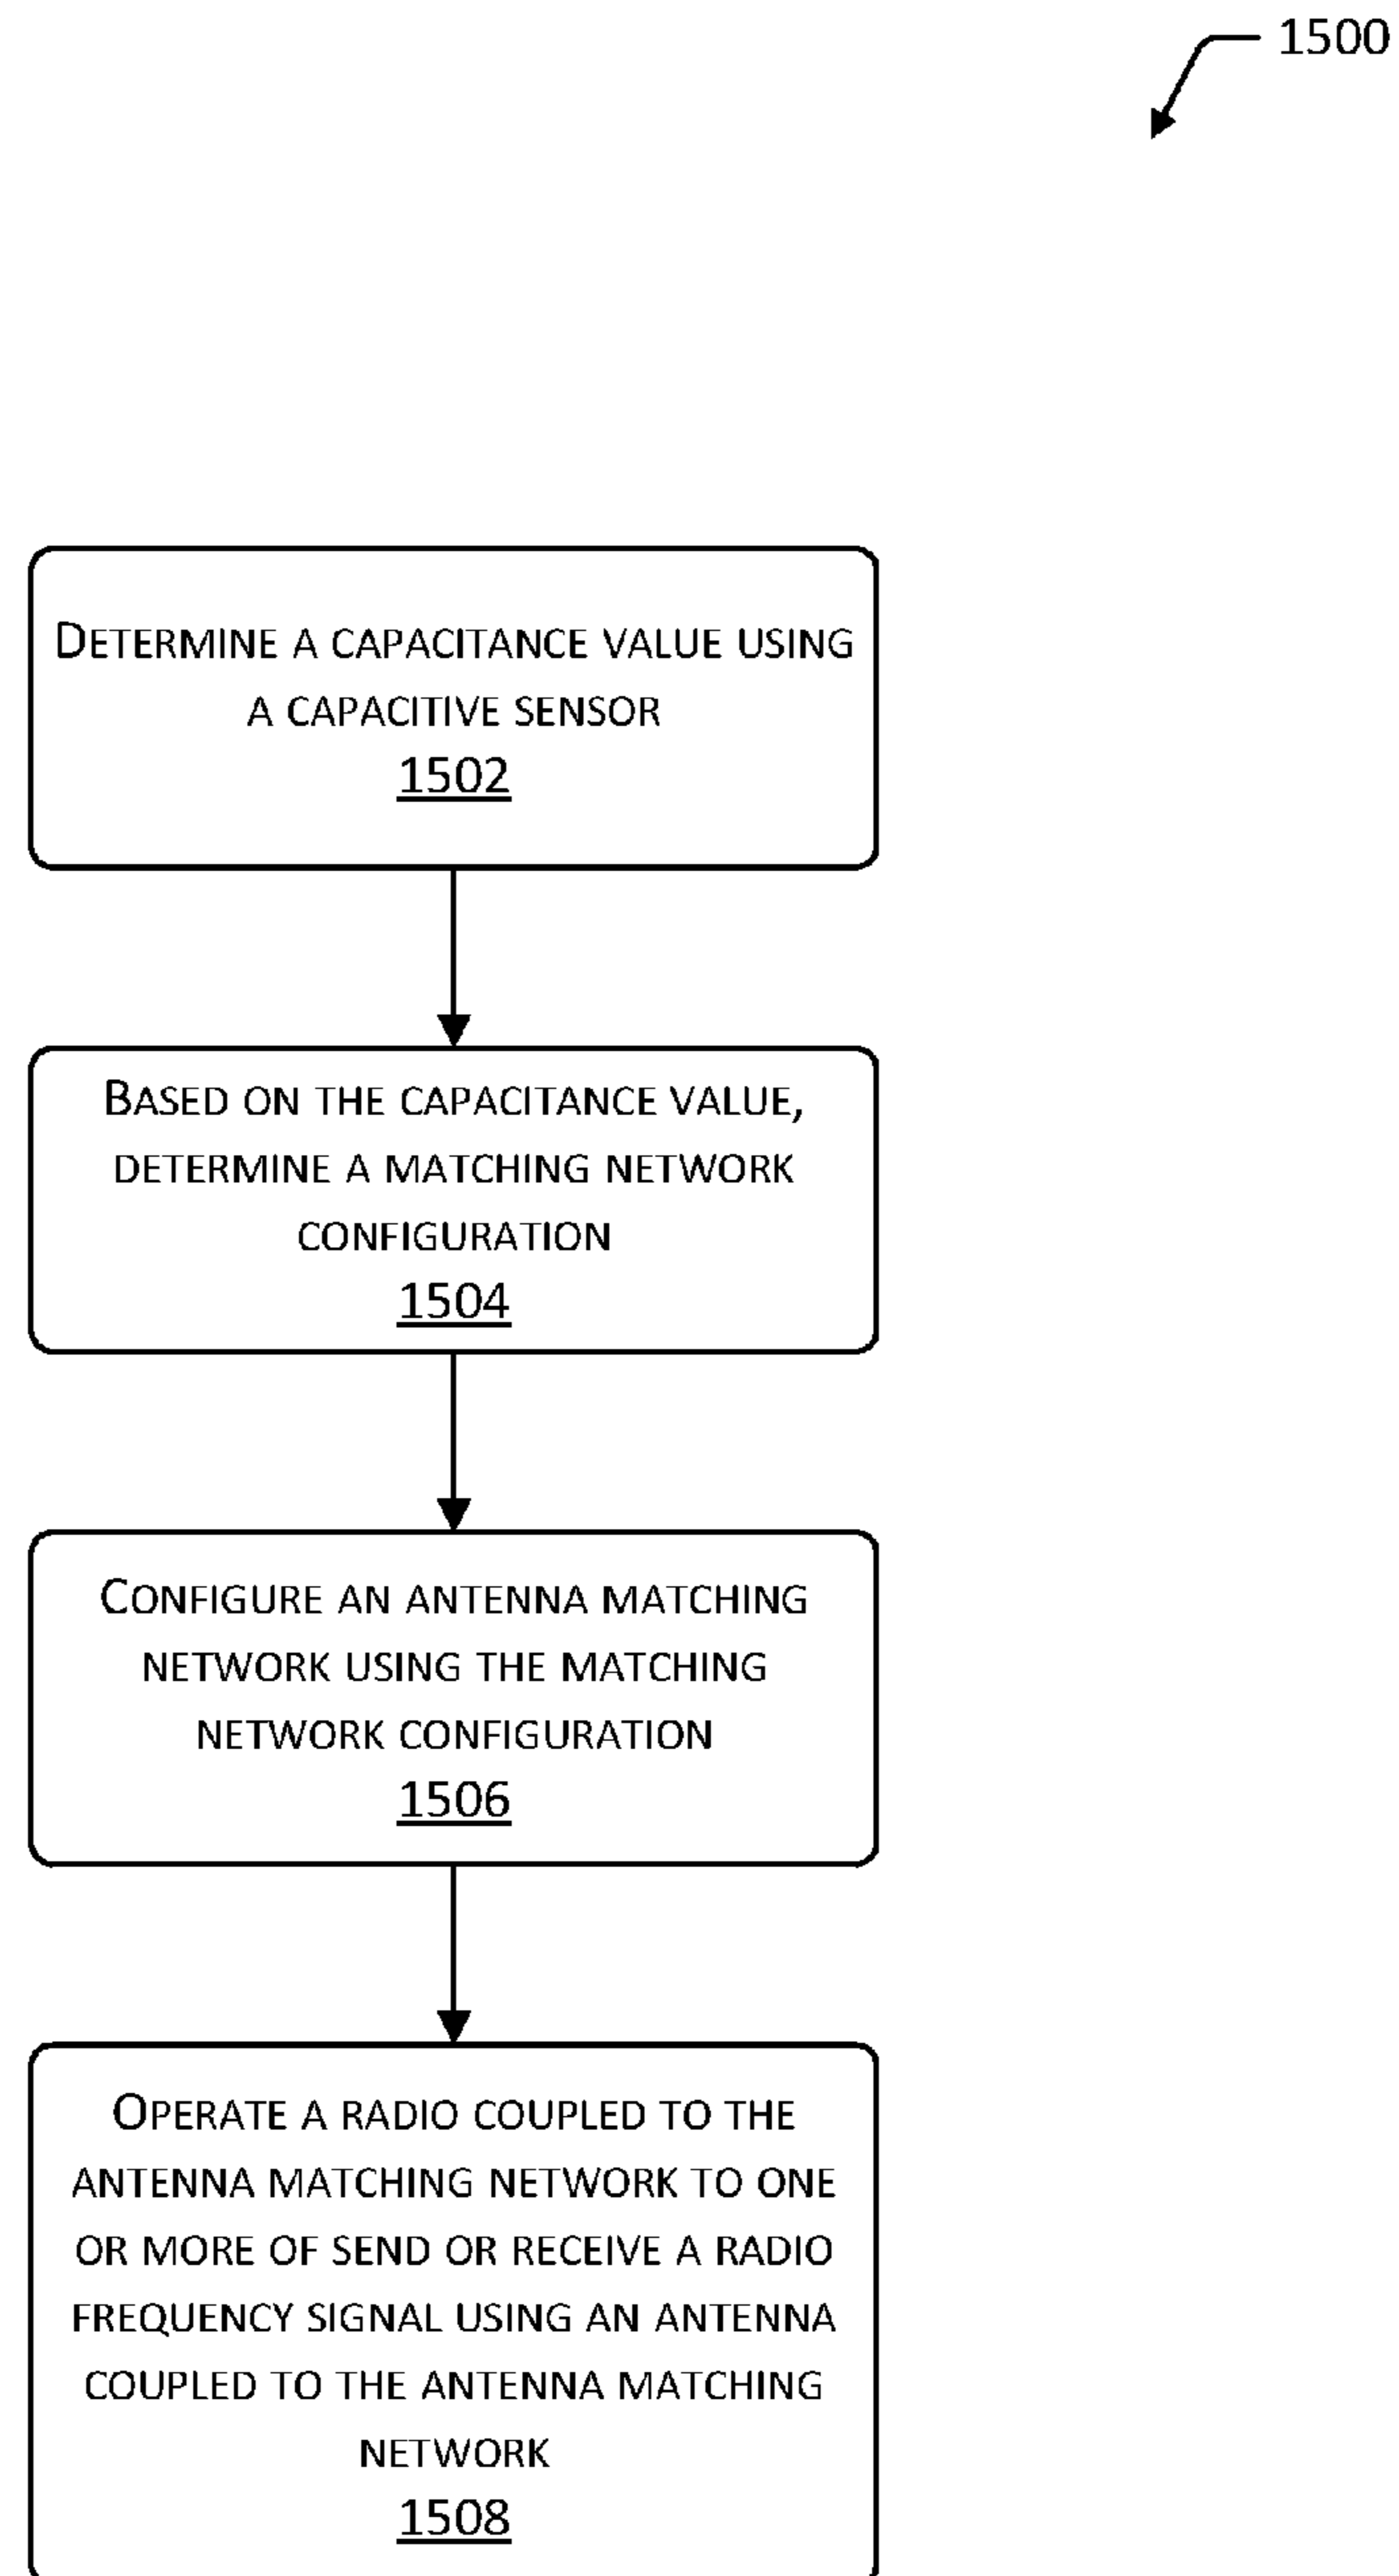 1500
DETERMINE A CAPACITANCE VALUE USING
A CAPACITIVE SENSOR
1502
BASED ON THE CAPACITANCE VALUE,
DETERMINE A MATCHING NETWORK
CONFIGURATION
1504
CONFIGURE AN ANTENNA MATCHING
NETWORK USING THE MATCHING
NETWORK CONFIGURATION
1506
OPERATE A RADIO COUPLED TO THE
ANTENNA MATCHING NETWORK TO ONE
OR MORE OF SEND OR RECEIVE A RADIO
FREQUENCY SIGNAL USING AN ANTENNA
COUPLED TO THE ANTENNA MATCHING
NETWORK
1508